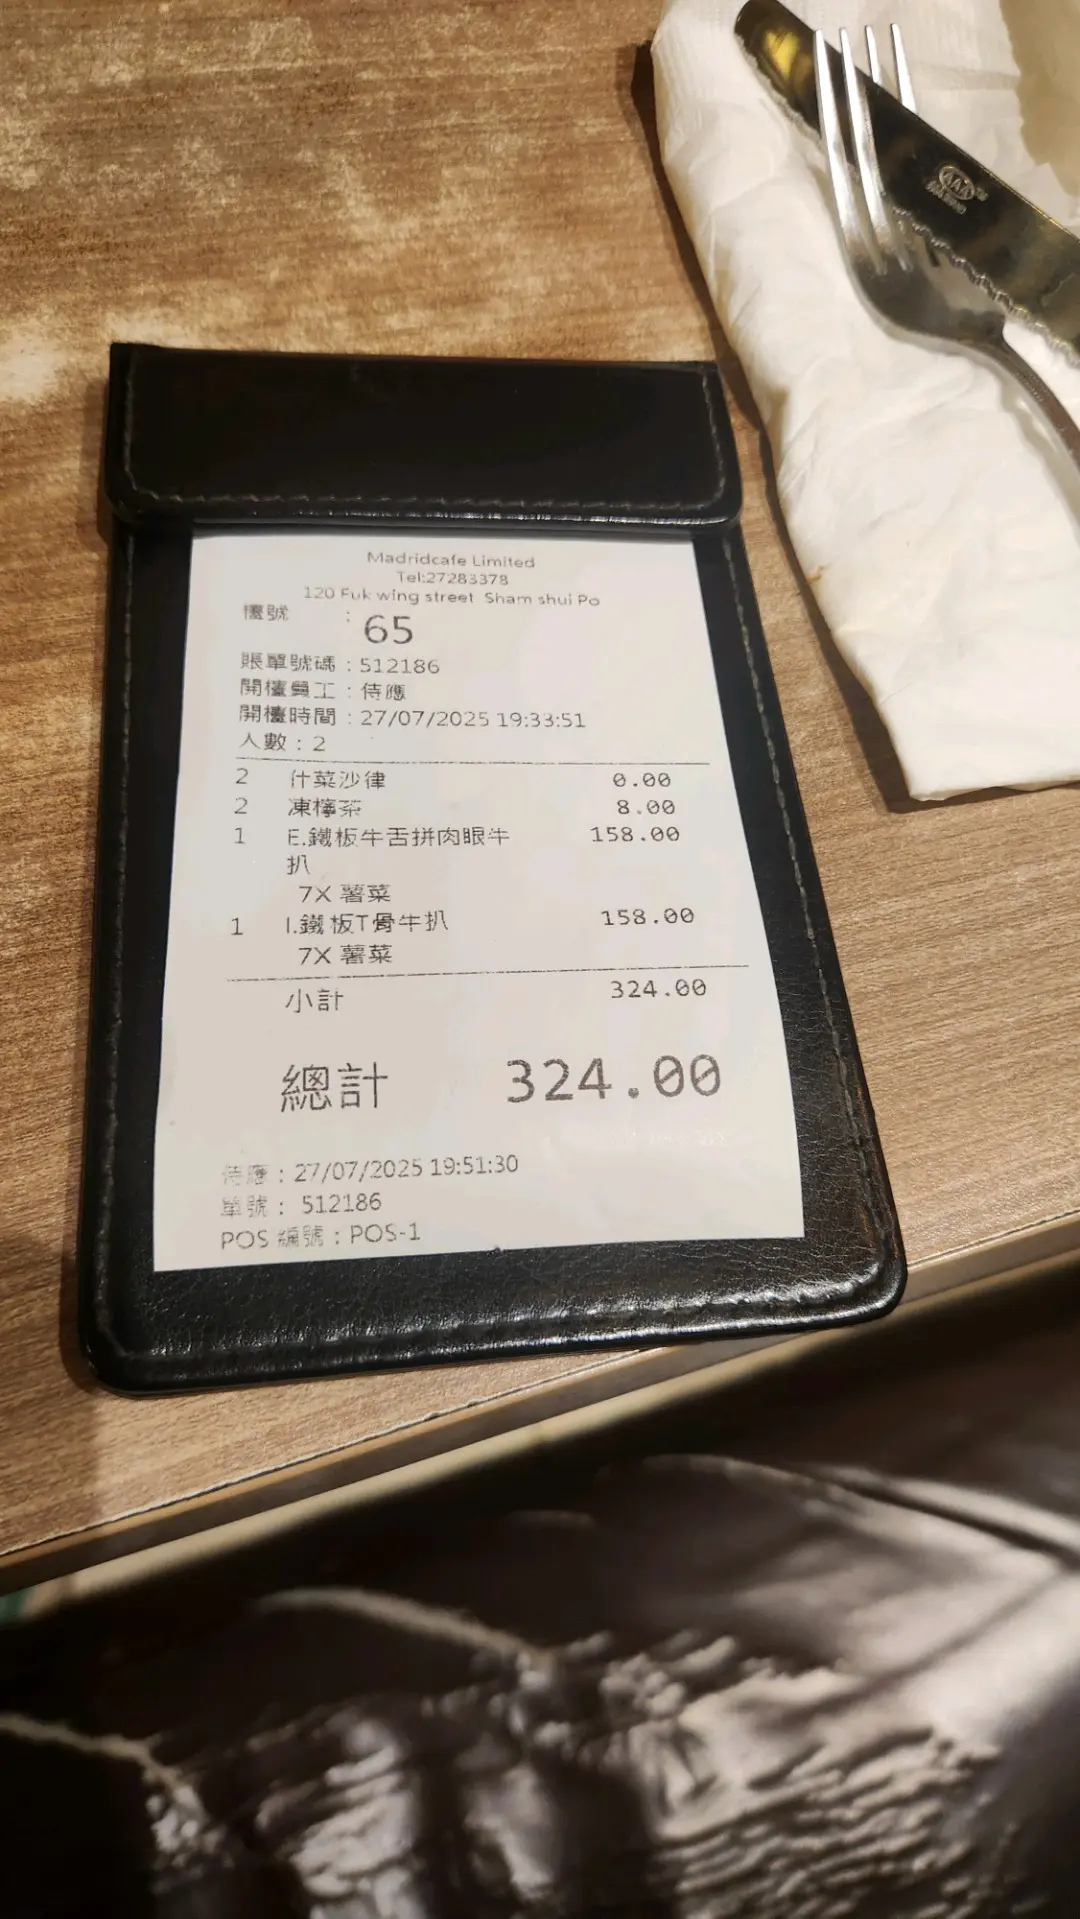 AAA
Madridcafe Limited
Tel:27283378
120 Fuk wing street Sham shui Po
檯號 : 65
賬單號碼 : 512186
開檯員工 : 侍應
開檯時間 : 27/07/2025 19:33:51
人數 : 2
2 什菜沙律 0.00
2 凍檸茶 8.00
1 E.鐵板牛舌拼肉眼牛扒 158.00
7X 薯菜
1 I.鐵板T骨牛扒 158.00
7X 薯菜
小計 324.00
總計 324.00
侍應 : 27/07/2025 19:51:30
單號 : 512186
POS 編號 : POS-1